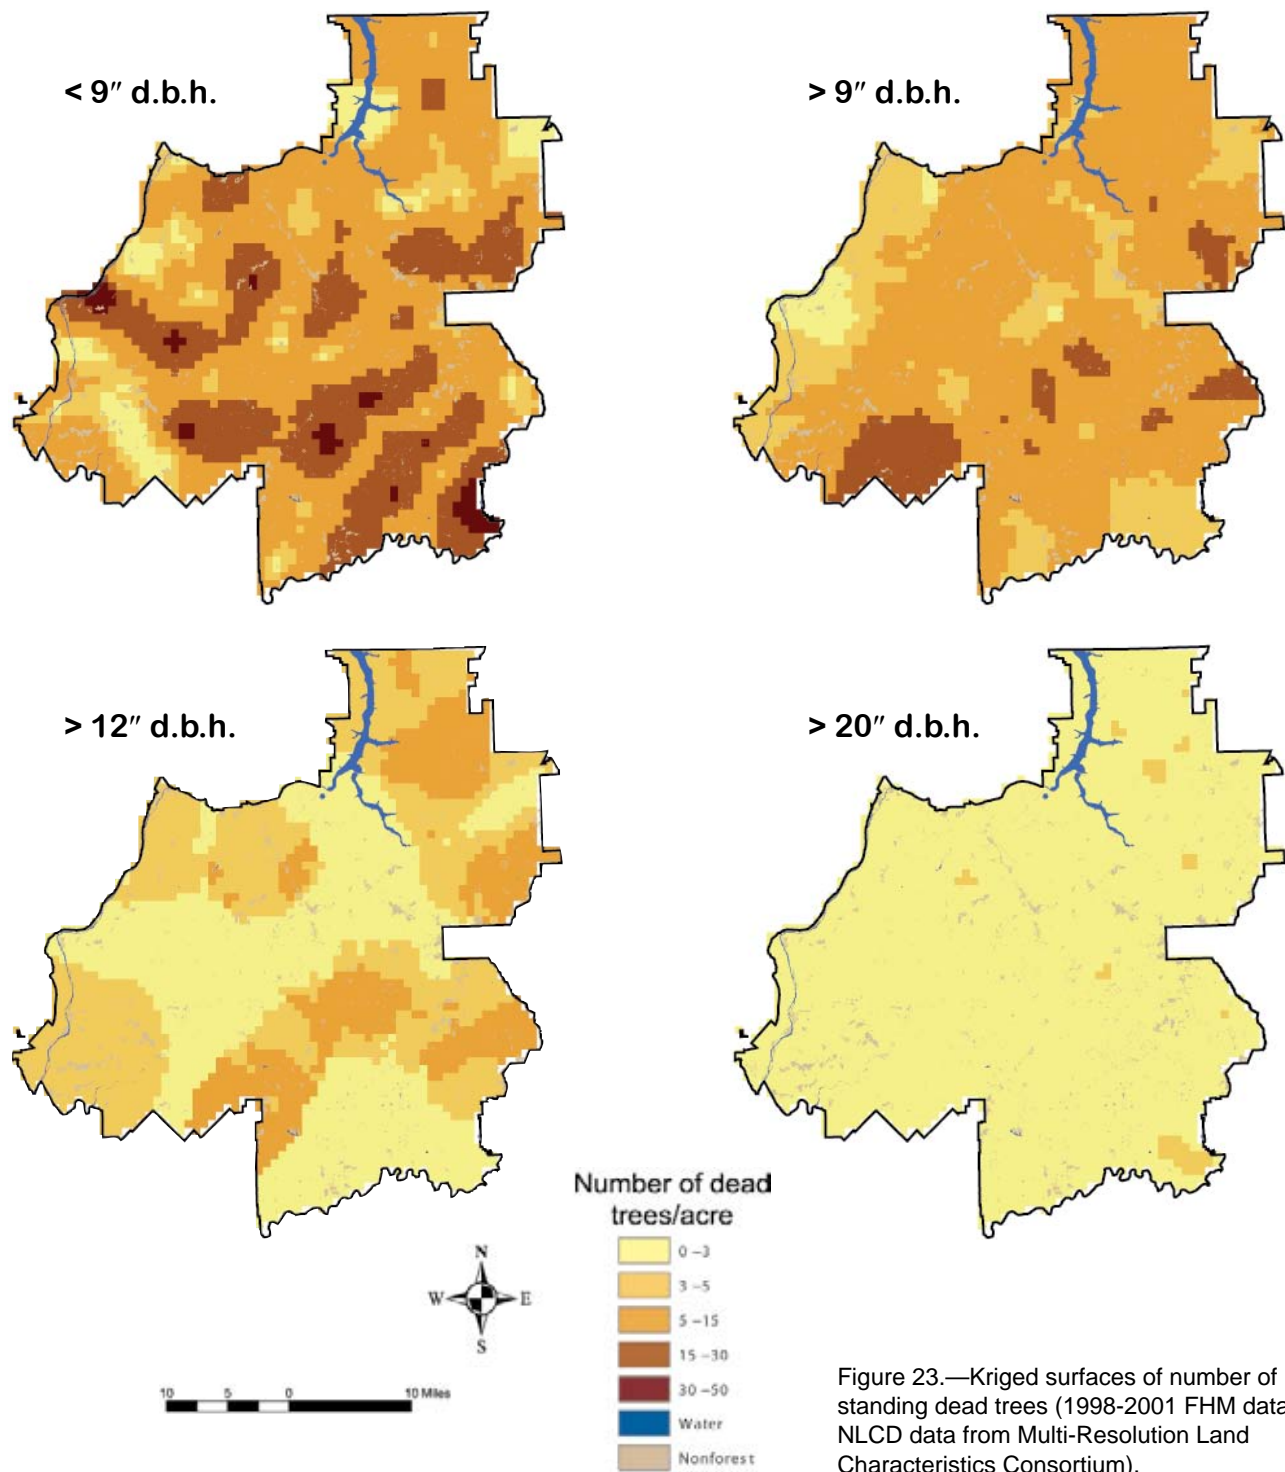 < 9″ d.b.h.
> 9″ d.b.h.
> 12″ d.b.h.
> 20″ d.b.h.
Number of dead
trees/acre
0 –3
3 –5
5 –15
15 –30
30 –50
Water
Nonforest
N
W E
S
10 5 0 10 Miles
Figure 23.—Kriged surfaces of number of
standing dead trees (1998-2001 FHM data
NLCD data from Multi-Resolution Land
Characteristics Consortium).